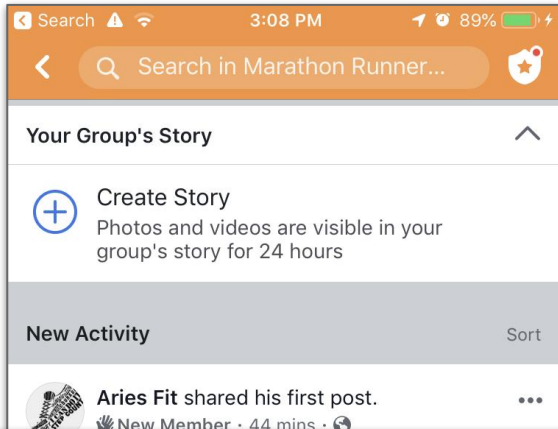 Search 3:08 PM 89%
Search in Marathon Runner...
Your Group's Story
Create Story
Photos and videos are visible in your
group's story for 24 hours
New Activity Sort
Aries Fit shared his first post.
New Member · 44 mins ·